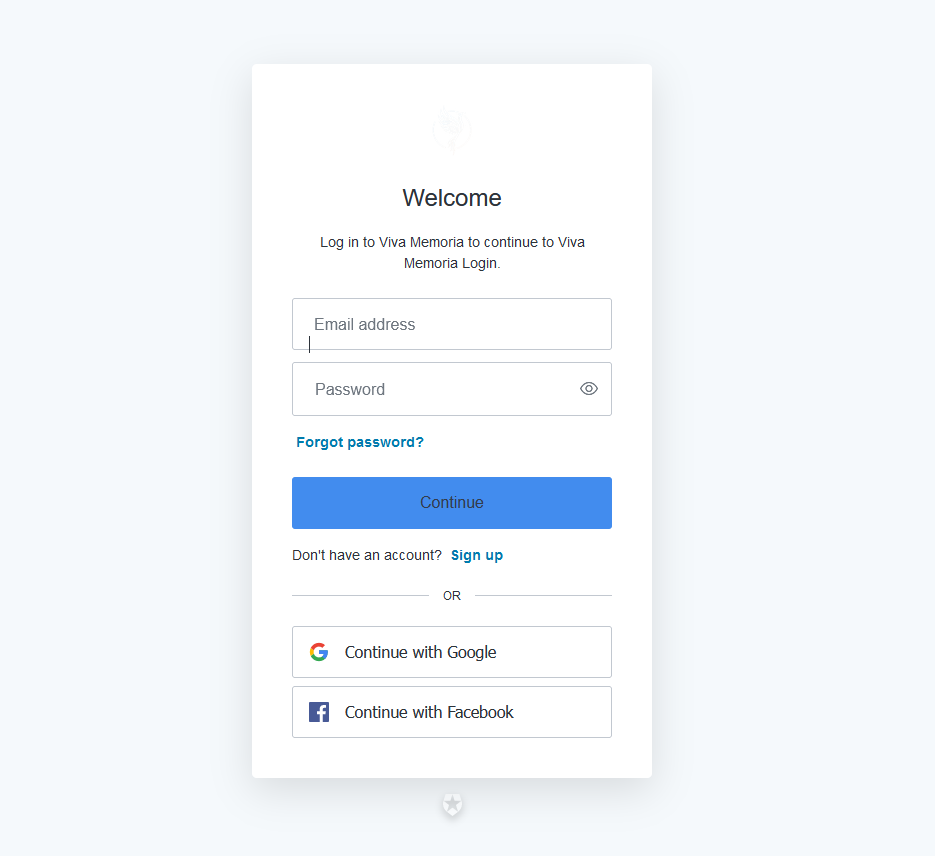 Welcome
Log in to Viva Memoria to continue to Viva
Memoria Login.
Email address
Password
Forgot password?
Continue
Don't have an account? Sign up
OR
Continue with Google
Continue with Facebook